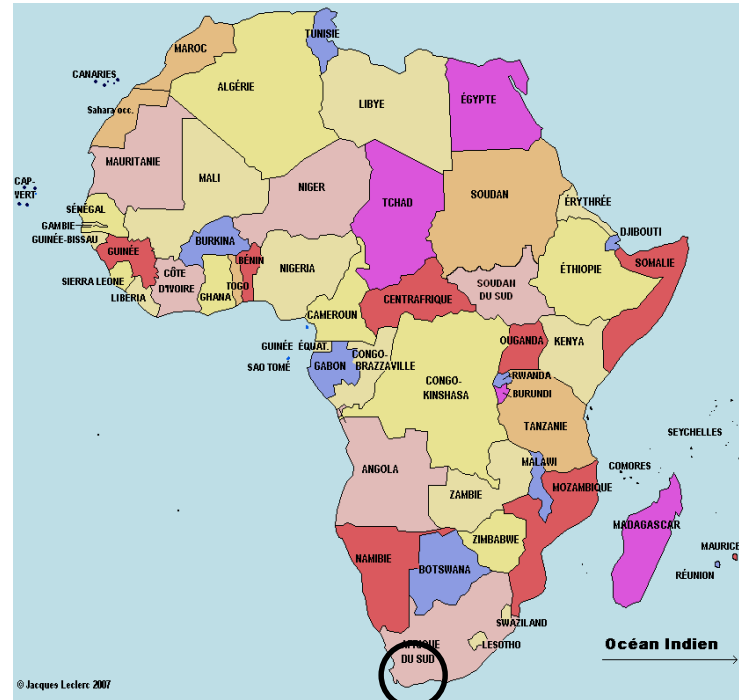 TUNISIE
MAROC
CANARIES
ALGÉRIE
LIBYE
ÉGYPTE
Sahara occ.
MAURITANIE
MALI
NIGER
TCHAD
SOUDAN
CAP-
VERT
ÉRYTHRÉE
SÉNÉGAL
GAMBIE
GUINÉE-BISSAU
DJIBOUTI
BURKINA
GUINÉE
BÉNIN
SOMALIE
NIGERIA
ÉTHIOPIE
CÔTE
D'IVOIRE
SIERRA LEONE
SOUDAN
DU SUD
TOGO
GHANA
LIBERIA
CENTRAFRIQUE
CAMEROUN
OUGANDA
KENYA
GUINÉE ÉQUAT.
CONGO-
BRAZZAVILLE
SAO TOMÉ
GABON
RWANDA
CONGO-
KINSHASA
BURUNDI
TANZANIE
SEYCHELLES
MALAWI
COMORES
ANGOLA
MOZAMBIQUE
ZAMBIE
MADAGASCAR
ZIMBABWE
MAURICE
NAMIBIE
BOTSWANA
RÉUNION
SWAZILAND
AFRIQUE
DU SUD
LESOTHO
Océan Indien
© Jacques Leclerc 2007